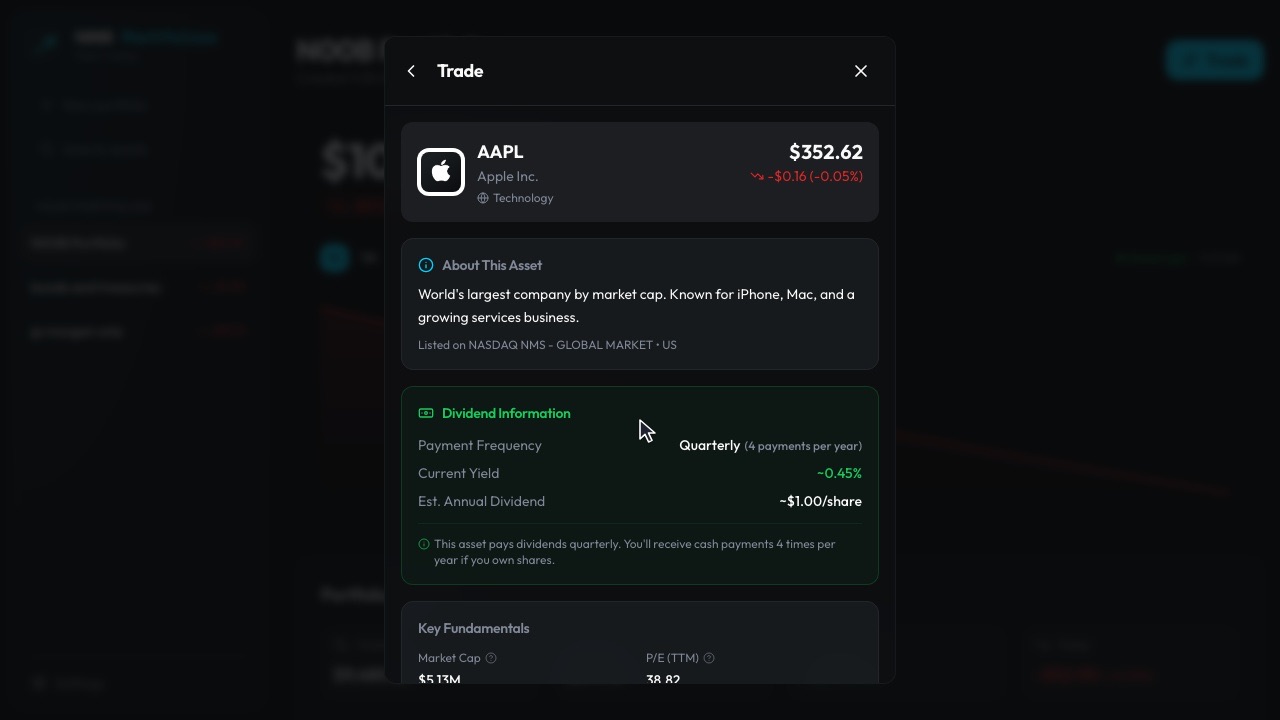 Trade
AAPL
$352.62
Apple Inc.
-$0.16 (-0.05%)
Technology
About This Asset
World's largest company by market cap. Known for iPhone, Mac, and a
growing services business.
Listed on NASDAQ NMS - GLOBAL MARKET • US
Dividend Information
Payment Frequency
Quarterly (4 payments per year)
Current Yield
~0.45%
Est. Annual Dividend
~$1.00/share
This asset pays dividends quarterly. You'll receive cash payments 4 times per
year if you own shares.
Key Fundamentals
Market Cap
P/E (TTM)
$5.13M
38.82